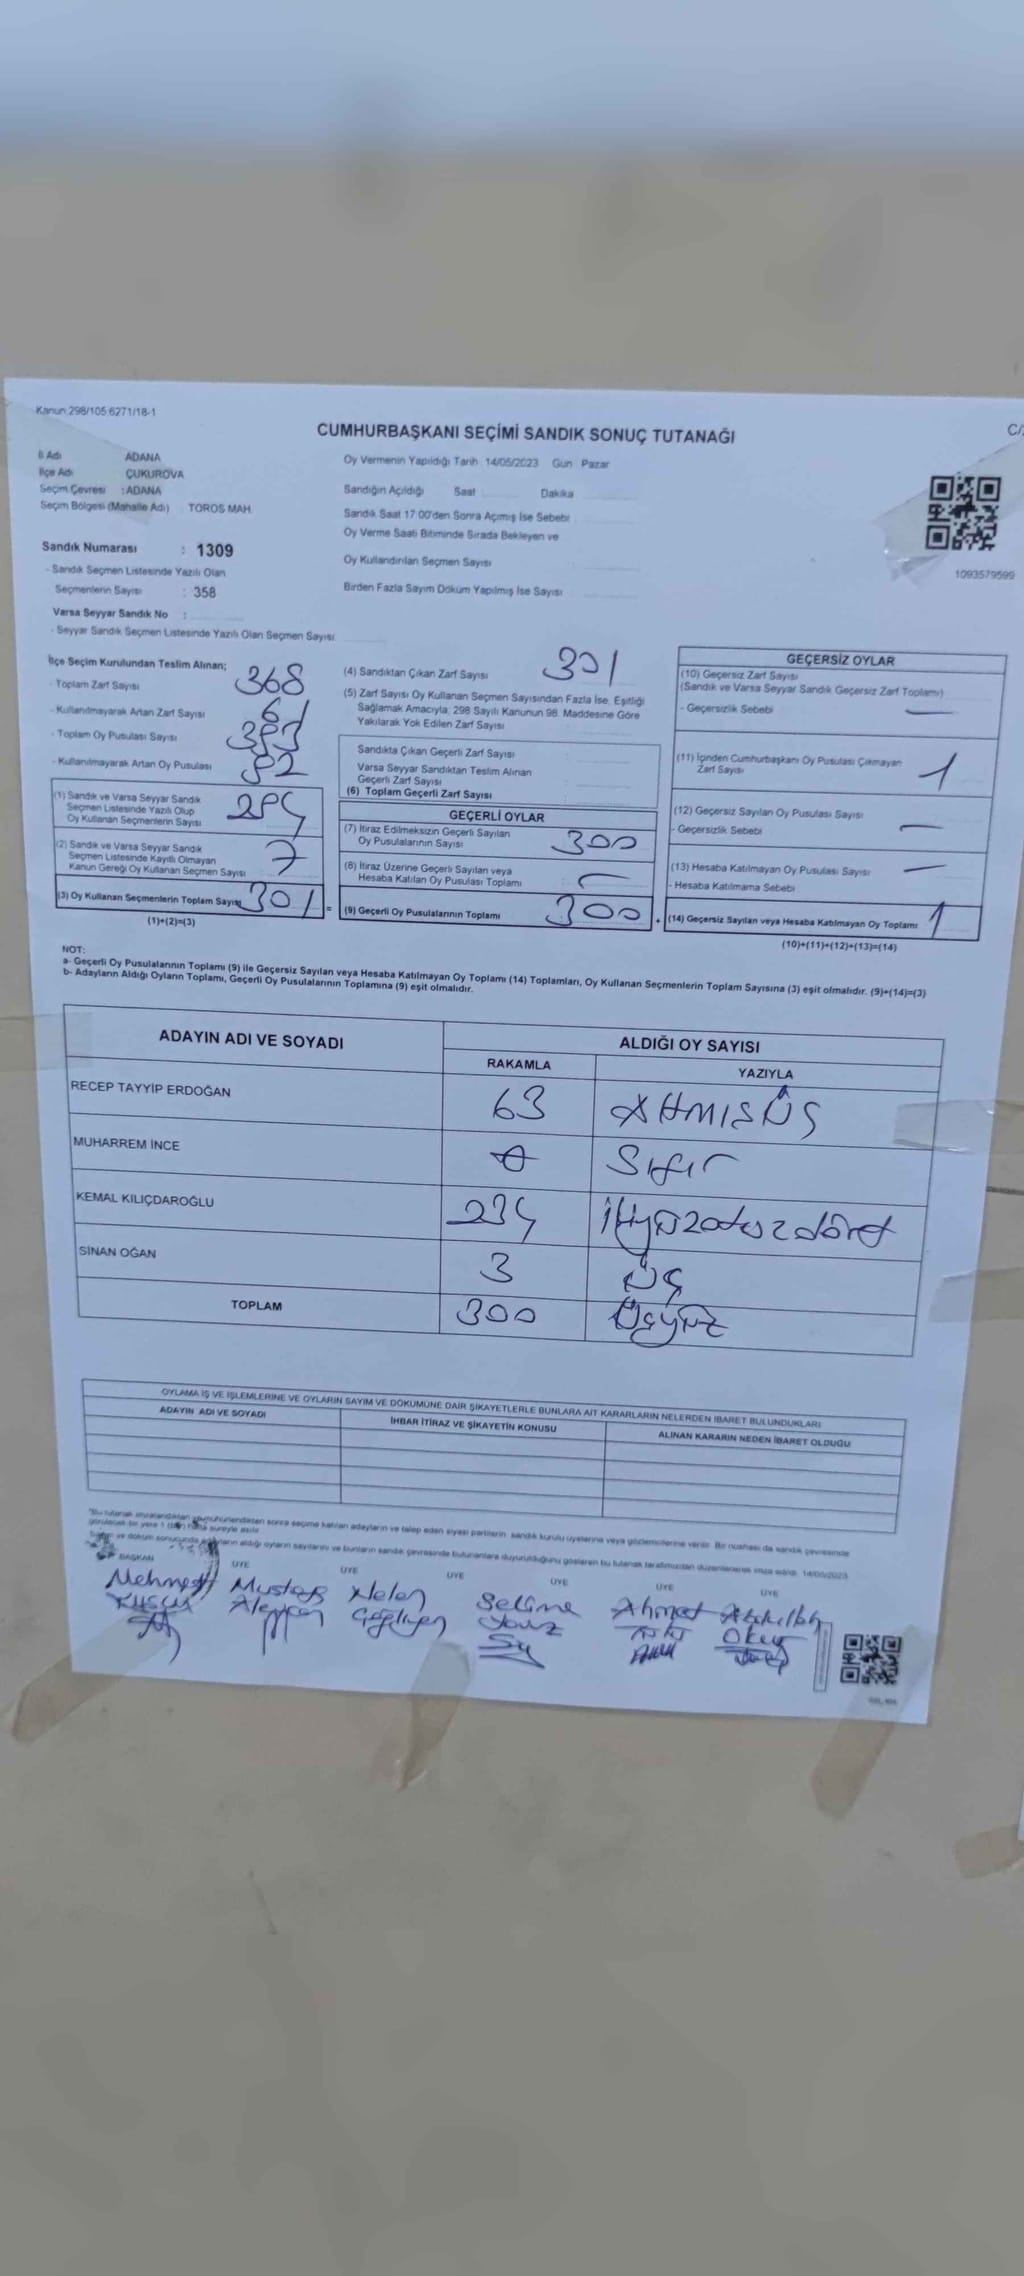 Kanun:298/105.6271/18-1
C/
CUMHURBAŞKANI SEÇİMİ SANDIK SONUÇ TUTANAĞI
İl Adı ADANA
İlçe Adı ÇUKUROVA
Seçim Çevresi : ADANA
Seçim Bölgesi (Mahalle Adı) TOROS MAH.
Sandık Numarası : 1309
- Sandık Seçmen Listesinde Yazılı Olan
Seçmenlerin Sayısı : 358
Varsa Seyyar Sandık No :
- Seyyar Sandık Seçmen Listesinde Yazılı Olan Seçmen Sayısı
Oy Vermenin Yapıldığı Tarih 14/05/2023 Gün Pazar
Sandığın Açıldığı Saat Dakika
Sandık Saat 17:00'den Sonra Açımış İse Sebebi
Oy Verme Saati Bitiminde Sırada Bekleyen ve
Oy Kullandırılan Seçmen Sayısı
Birden Fazla Sayım Döküm Yapılmış İse Sayısı
1093579599
İlçe Seçim Kurulundan Teslim Alınan;
- Toplam Zarf Sayısı 368
- Kullanılmayarak Artan Zarf Sayısı
- Toplam Oy Pusulası Sayısı
- Kullanılmayarak Artan Oy Pusulası
(1) Sandık ve Varsa Seyyar Sandık
Seçmen Listesinde Yazılı Olup
Oy Kullanan Seçmenlerin Sayısı 294
(2) Sandık ve Varsa Seyyar Sandık
Seçmen Listesinde Kayıtlı Olmayan
Kanun Gereği Oy Kullanan Seçmen Sayısı 7
(3) Oy Kullanan Seçmenlerin Toplam Sayısı 301 =
(1)+(2)=(3)
(4) Sandıktan Çıkan Zarf Sayısı 301
(5) Zarf Sayısı Oy Kullanan Seçmen Sayısından Fazla İse, Eşitliği
Sağlamak Amacıyla, 298 Sayılı Kanunun 98. Maddesine Göre
Yakılarak Yok Edilen Zarf Sayısı
Sandıkta Çıkan Geçerli Zarf Sayısı
Varsa Seyyar Sandıktan Teslim Alınan
Geçerli Zarf Sayısı
(6) Toplam Geçerli Zarf Sayısı
GEÇERLİ OYLAR
(7) İtiraz Edilmeksizin Geçerli Sayılan
Oy Pusulalarının Sayısı 300
(8) İtiraz Üzerine Geçerli Sayılan veya
Hesaba Katılan Oy Pusulası Toplamı –
(9) Geçerli Oy Pusulalarının Toplamı 300 +
GEÇERSİZ OYLAR
(10) Geçersiz Zarf Sayısı
(Sandık ve Varsa Seyyar Sandık Geçersiz Zarf Toplamı)
- Geçersizlik Sebebi –
(11) İçinden Cumhurbaşkanı Oy Pusulası Çıkmayan
Zarf Sayısı 1
(12) Geçersiz Sayılan Oy Pusulası Sayısı
- Geçersizlik Sebebi –
(13) Hesaba Katılmayan Oy Pusulası Sayısı –
- Hesaba Katılmama Sebebi
(14) Geçersiz Sayılan veya Hesaba Katılmayan Oy Toplamı 1
(10)+(11)+(12)+(13)=(14)
NOT:
a- Geçerli Oy Pusulalarının Toplamı (9) ile Geçersiz Sayılan veya Hesaba Katılmayan Oy Toplamı (14) Toplamları, Oy Kullanan Seçmenlerin Toplam Sayısına (3) eşit olmalıdır. (9)+(14)=(3)
b- Adayların Aldığı Oyların Toplamı, Geçerli Oy Pusulalarının Toplamına (9) eşit olmalıdır.
ADAYIN ADI VE SOYADI ALDIĞI OY SAYISI
RAKAMLA YAZIYLA
RECEP TAYYİP ERDOĞAN 63 Altmışüç
MUHARREM İNCE 0 Sıfır
KEMAL KILIÇDAROĞLU 234 İkiyüzotuzdört
SİNAN OĞAN 3 Üç
TOPLAM 300 Üçyüz
OYLAMA İŞ VE İŞLEMLERİNE VE OYLARIN SAYIM VE DÖKÜMÜNE DAİR ŞİKAYETLERLE BUNLARA AİT KARARLARIN NELERDEN İBARET BULUNDUKLARI
ADAYIN ADI VE SOYADI İHBAR İTİRAZ VE ŞİKAYETİN KONUSU ALINAN KARARIN NEDEN İBARET OLDUĞU
BAŞKAN ÜYE ÜYE ÜYE ÜYE ÜYE ÜYE
Mehmet Mustafa Selime Ahmet